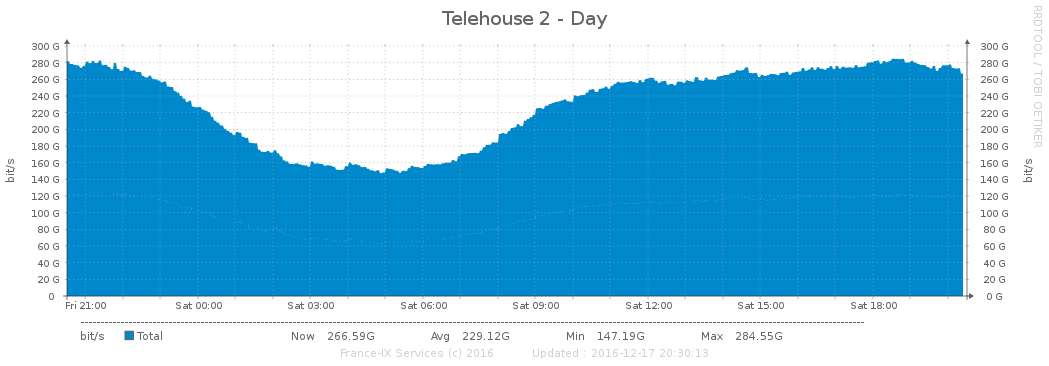 Telehouse 2 - Day
RRDTOOL / TOBI OETIKER
bit/s
300 G
280 G
260 G
240 G
220 G
200 G
180 G
160 G
140 G
120 G
100 G
80 G
60 G
40 G
20 G
0
300 G
280 G
260 G
240 G
220 G
200 G
180 G
160 G
140 G
120 G
100 G
80 G
60 G
40 G
20 G
0 G
bit/s
Fri 21:00 Sat 00:00 Sat 03:00 Sat 06:00 Sat 09:00 Sat 12:00 Sat 15:00 Sat 18:00
bit/s Total Now 266.59G Avg 229.12G Min 147.19G Max 284.55G
France-IX Services (c) 2016 Updated : 2016-12-17 20:30:13